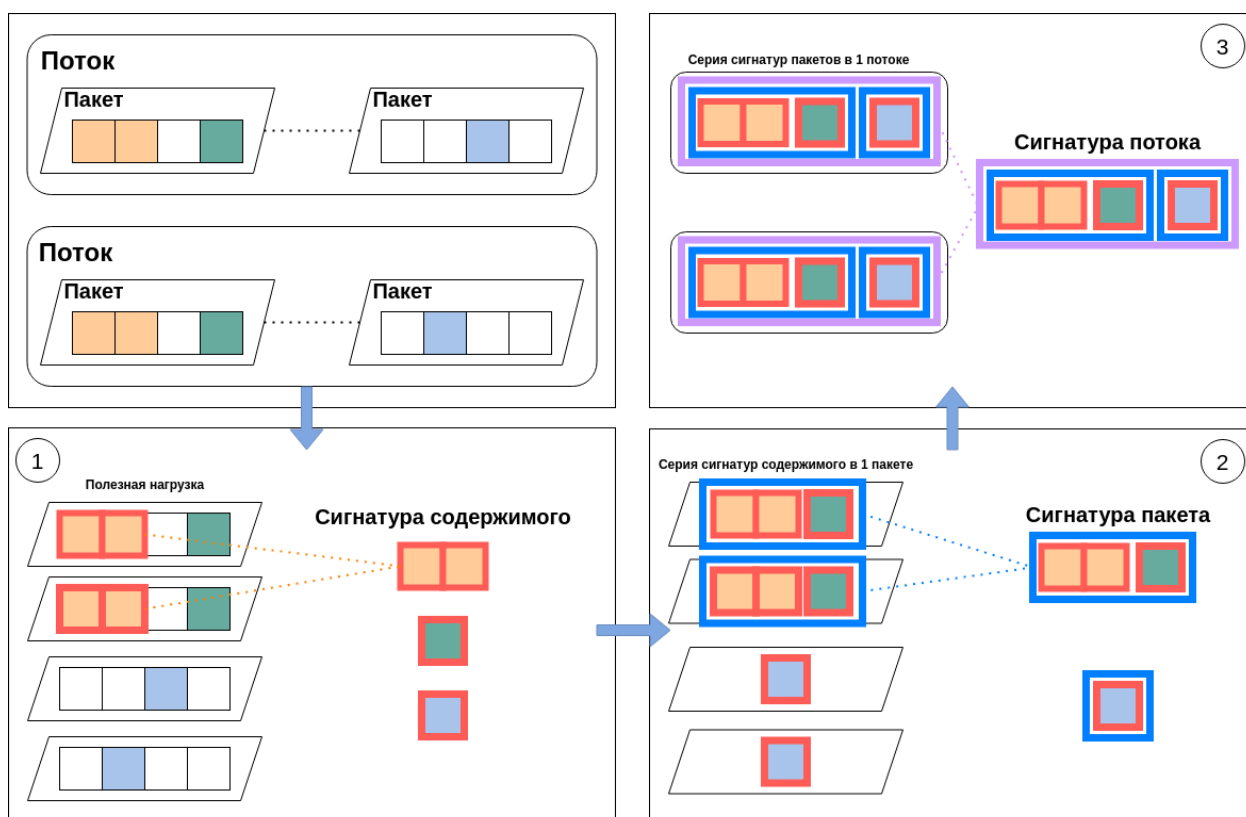 Поток
Пакет
Пакет
Поток
Пакет
Пакет
1
Полезная нагрузка
Сигнатура содержимого
2
Серия сигнатур содержимого в 1 пакете
Сигнатура пакета
3
Серия сигнатур пакетов в 1 потоке
Сигнатура потока